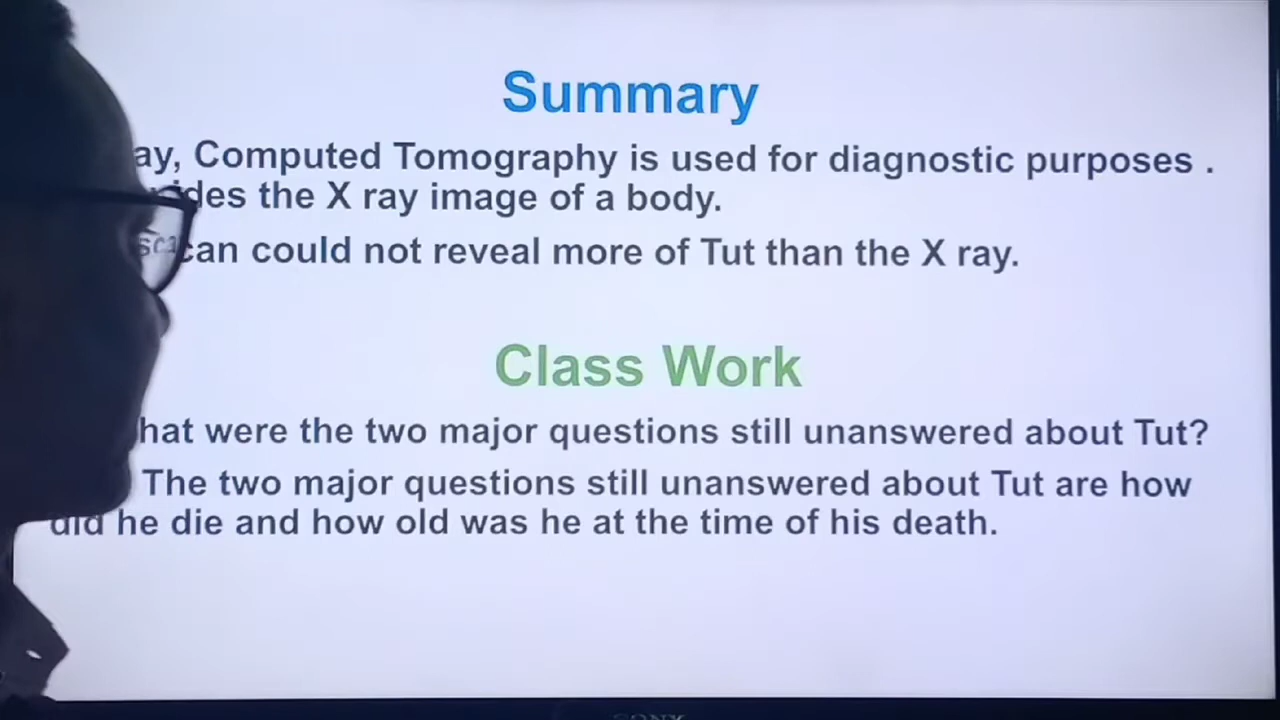 Summary
ay, Computed Tomography is used for diagnostic purposes .
ides the X ray image of a body.
scan could not reveal more of Tut than the X ray.
Class Work
hat were the two major questions still unanswered about Tut?
The two major questions still unanswered about Tut are how
did he die and how old was he at the time of his death.
SONY